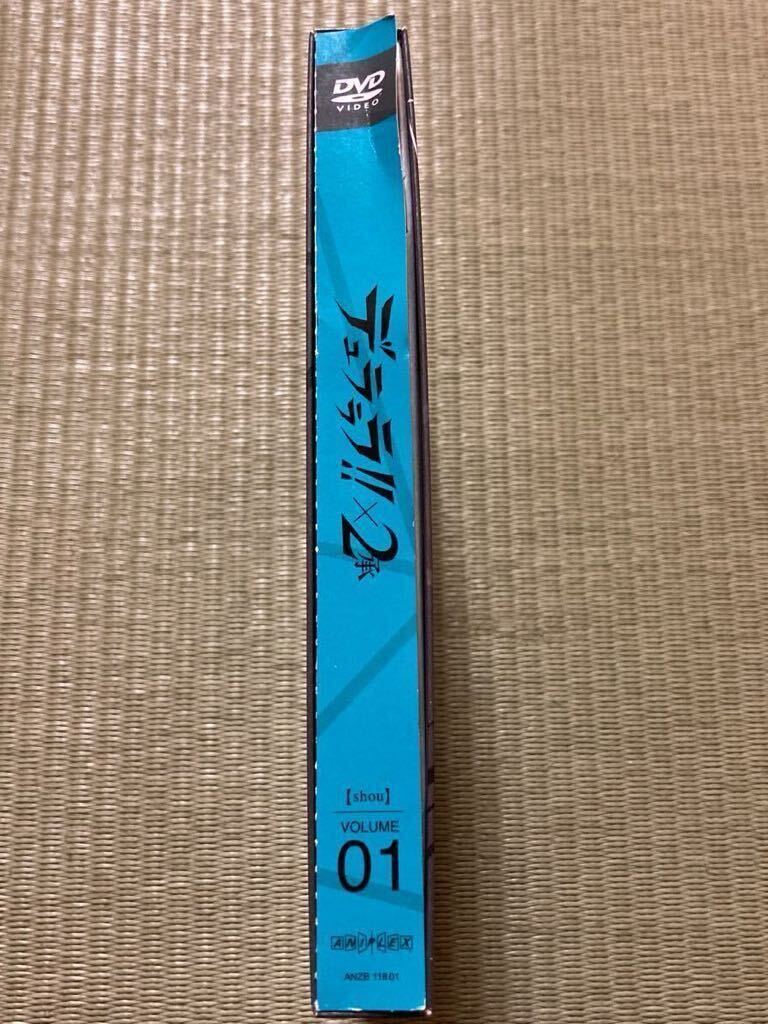 DVD
VIDEO
デュラララ!!×2 承
【shou】
VOLUME
01
ANIPLEX
ANZB 11801